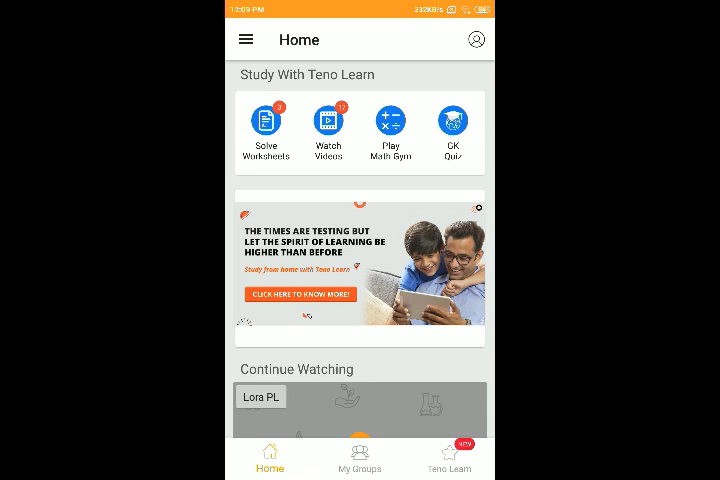 12:09 PM 232KB/s 84
Home
Study With Teno Learn
3 17
Solve Watch Play GK
Worksheets Videos Math Gym Quiz
THE TIMES ARE TESTING BUT
LET THE SPIRIT OF LEARNING BE
HIGHER THAN BEFORE
Study from home with Teno Learn
CLICK HERE TO KNOW MORE!
Continue Watching
Lora PL
NEW
Home My Groups Teno Learn